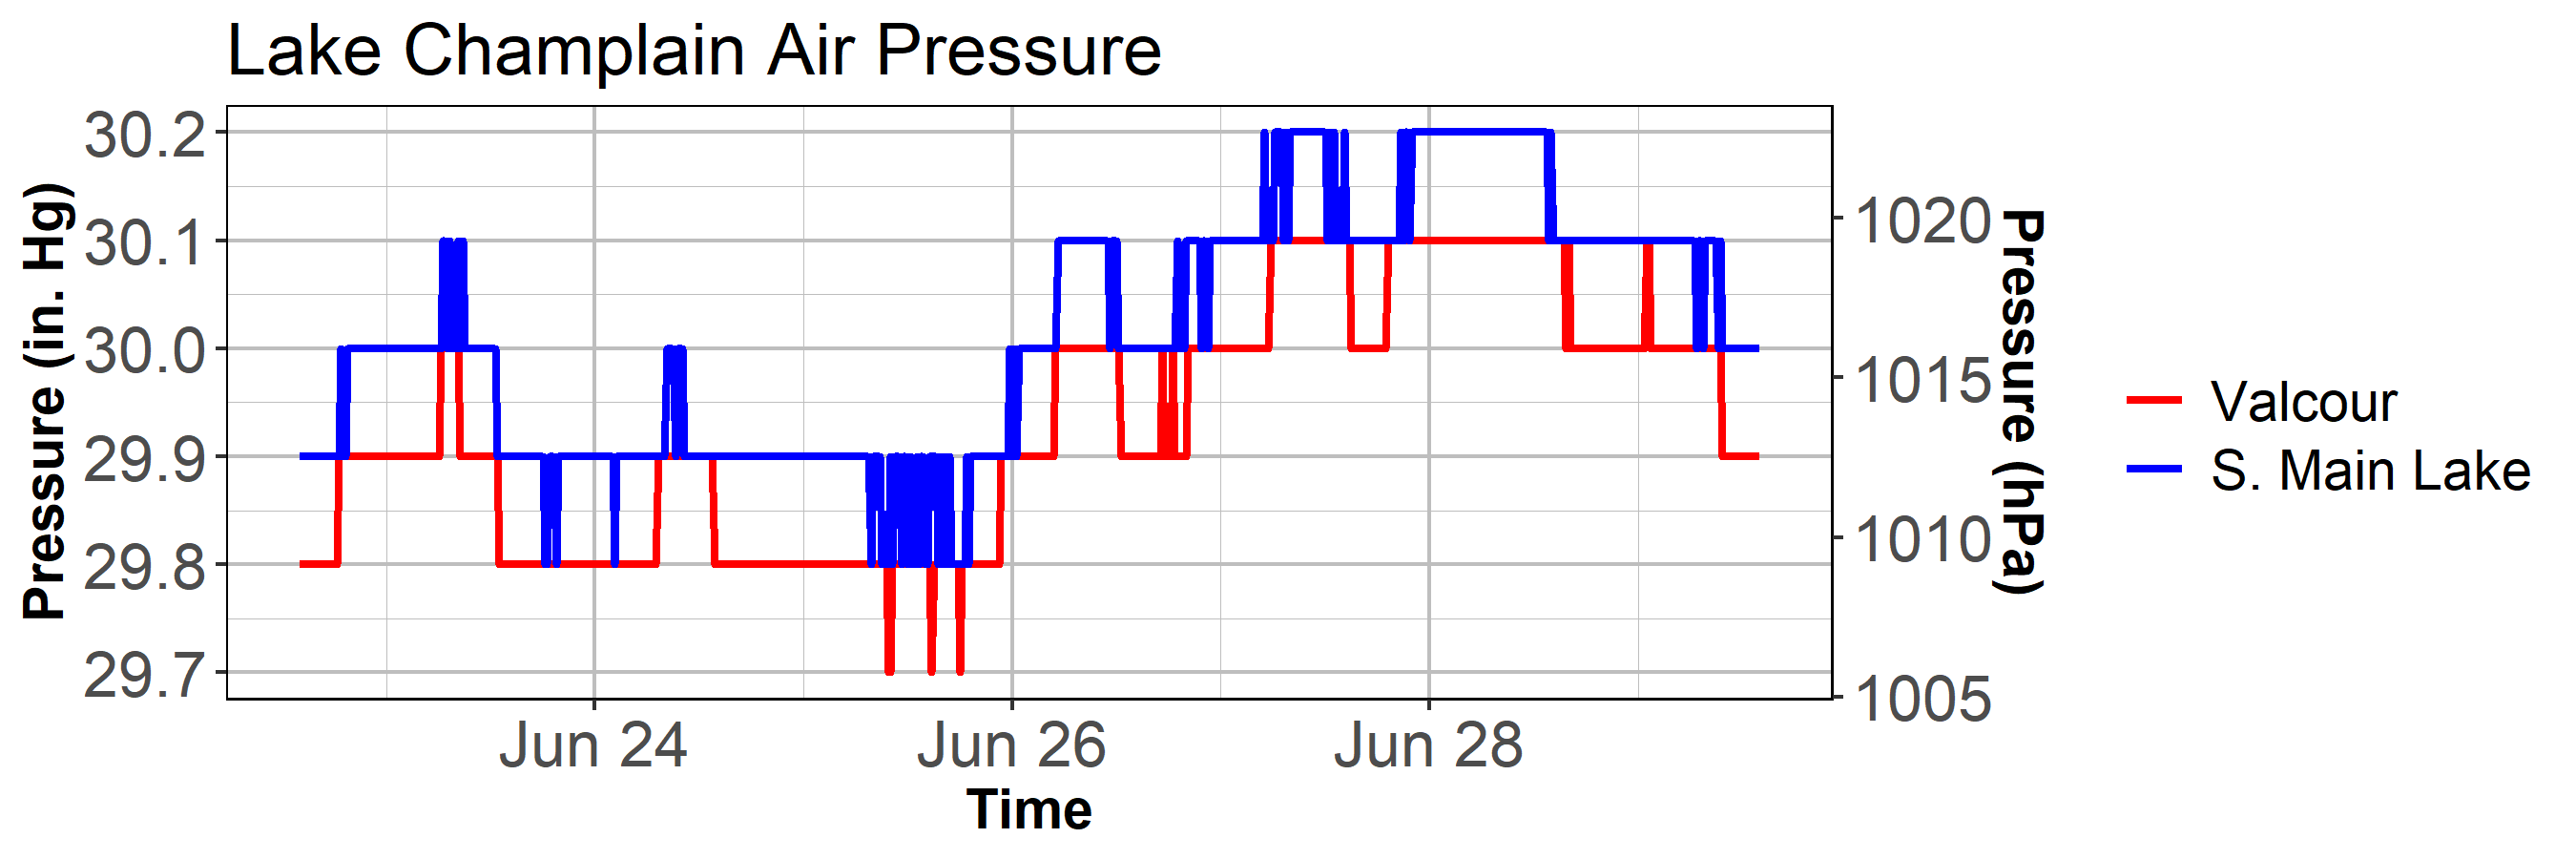 Lake Champlain Air Pressure
Pressure (in. Hg)
30.2
30.1
30.0
29.9
29.8
29.7
Jun 24
Jun 26
Jun 28
Time
1020
1015
1010
1005
Pressure (hPa)
Valcour
S. Main Lake